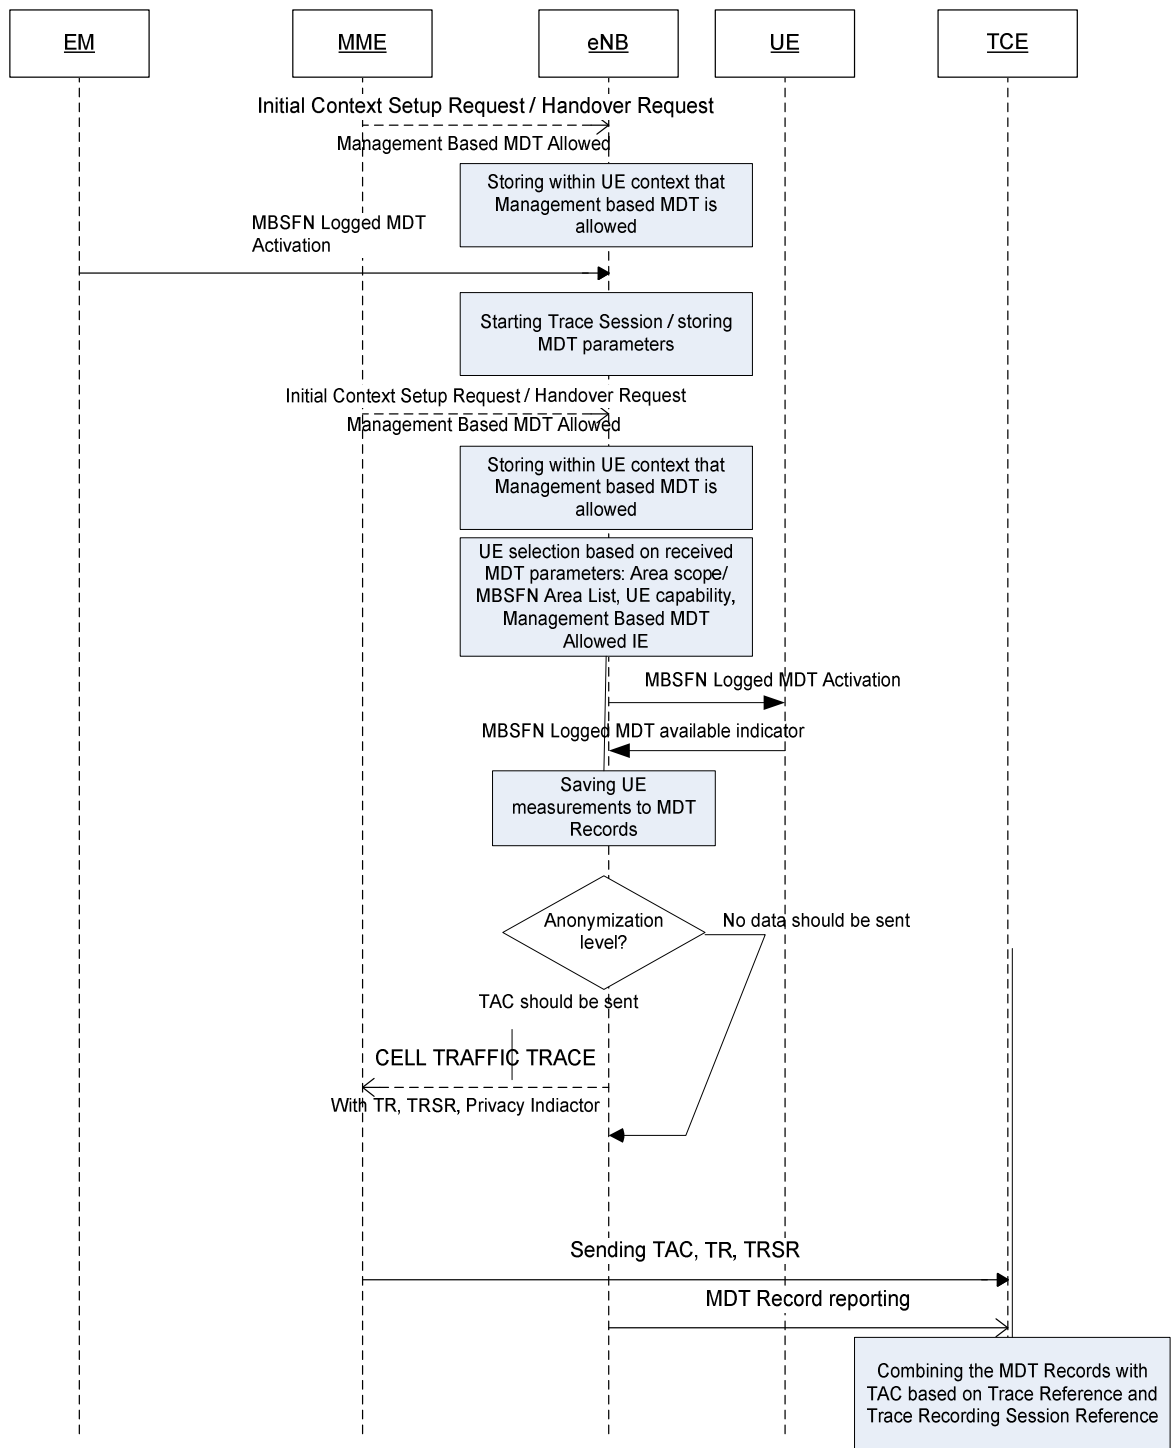 EM
MME
eNB
UE
TCE
Initial Context Setup Request / Handover Request
Management Based MDT Allowed
Storing within UE context that
Management based MDT is
allowed
MBSFN Logged MDT
Activation
Starting Trace Session / storing
MDT parameters
Initial Context Setup Request / Handover Request
Management Based MDT Allowed
Storing within UE context that
Management based MDT is
allowed
UE selection based on received
MDT parameters: Area scope/
MBSFN Area List, UE capability,
Management Based MDT
Allowed IE
MBSFN Logged MDT Activation
MBSFN Logged MDT available indicator
Saving UE
measurements to MDT
Records
Anonymization
level?
No data should be sent
TAC should be sent
CELL TRAFFIC TRACE
With TR, TRSR, Privacy Indiactor
Sending TAC, TR, TRSR
MDT Record reporting
Combining the MDT Records with
TAC based on Trace Reference and
Trace Recording Session Reference